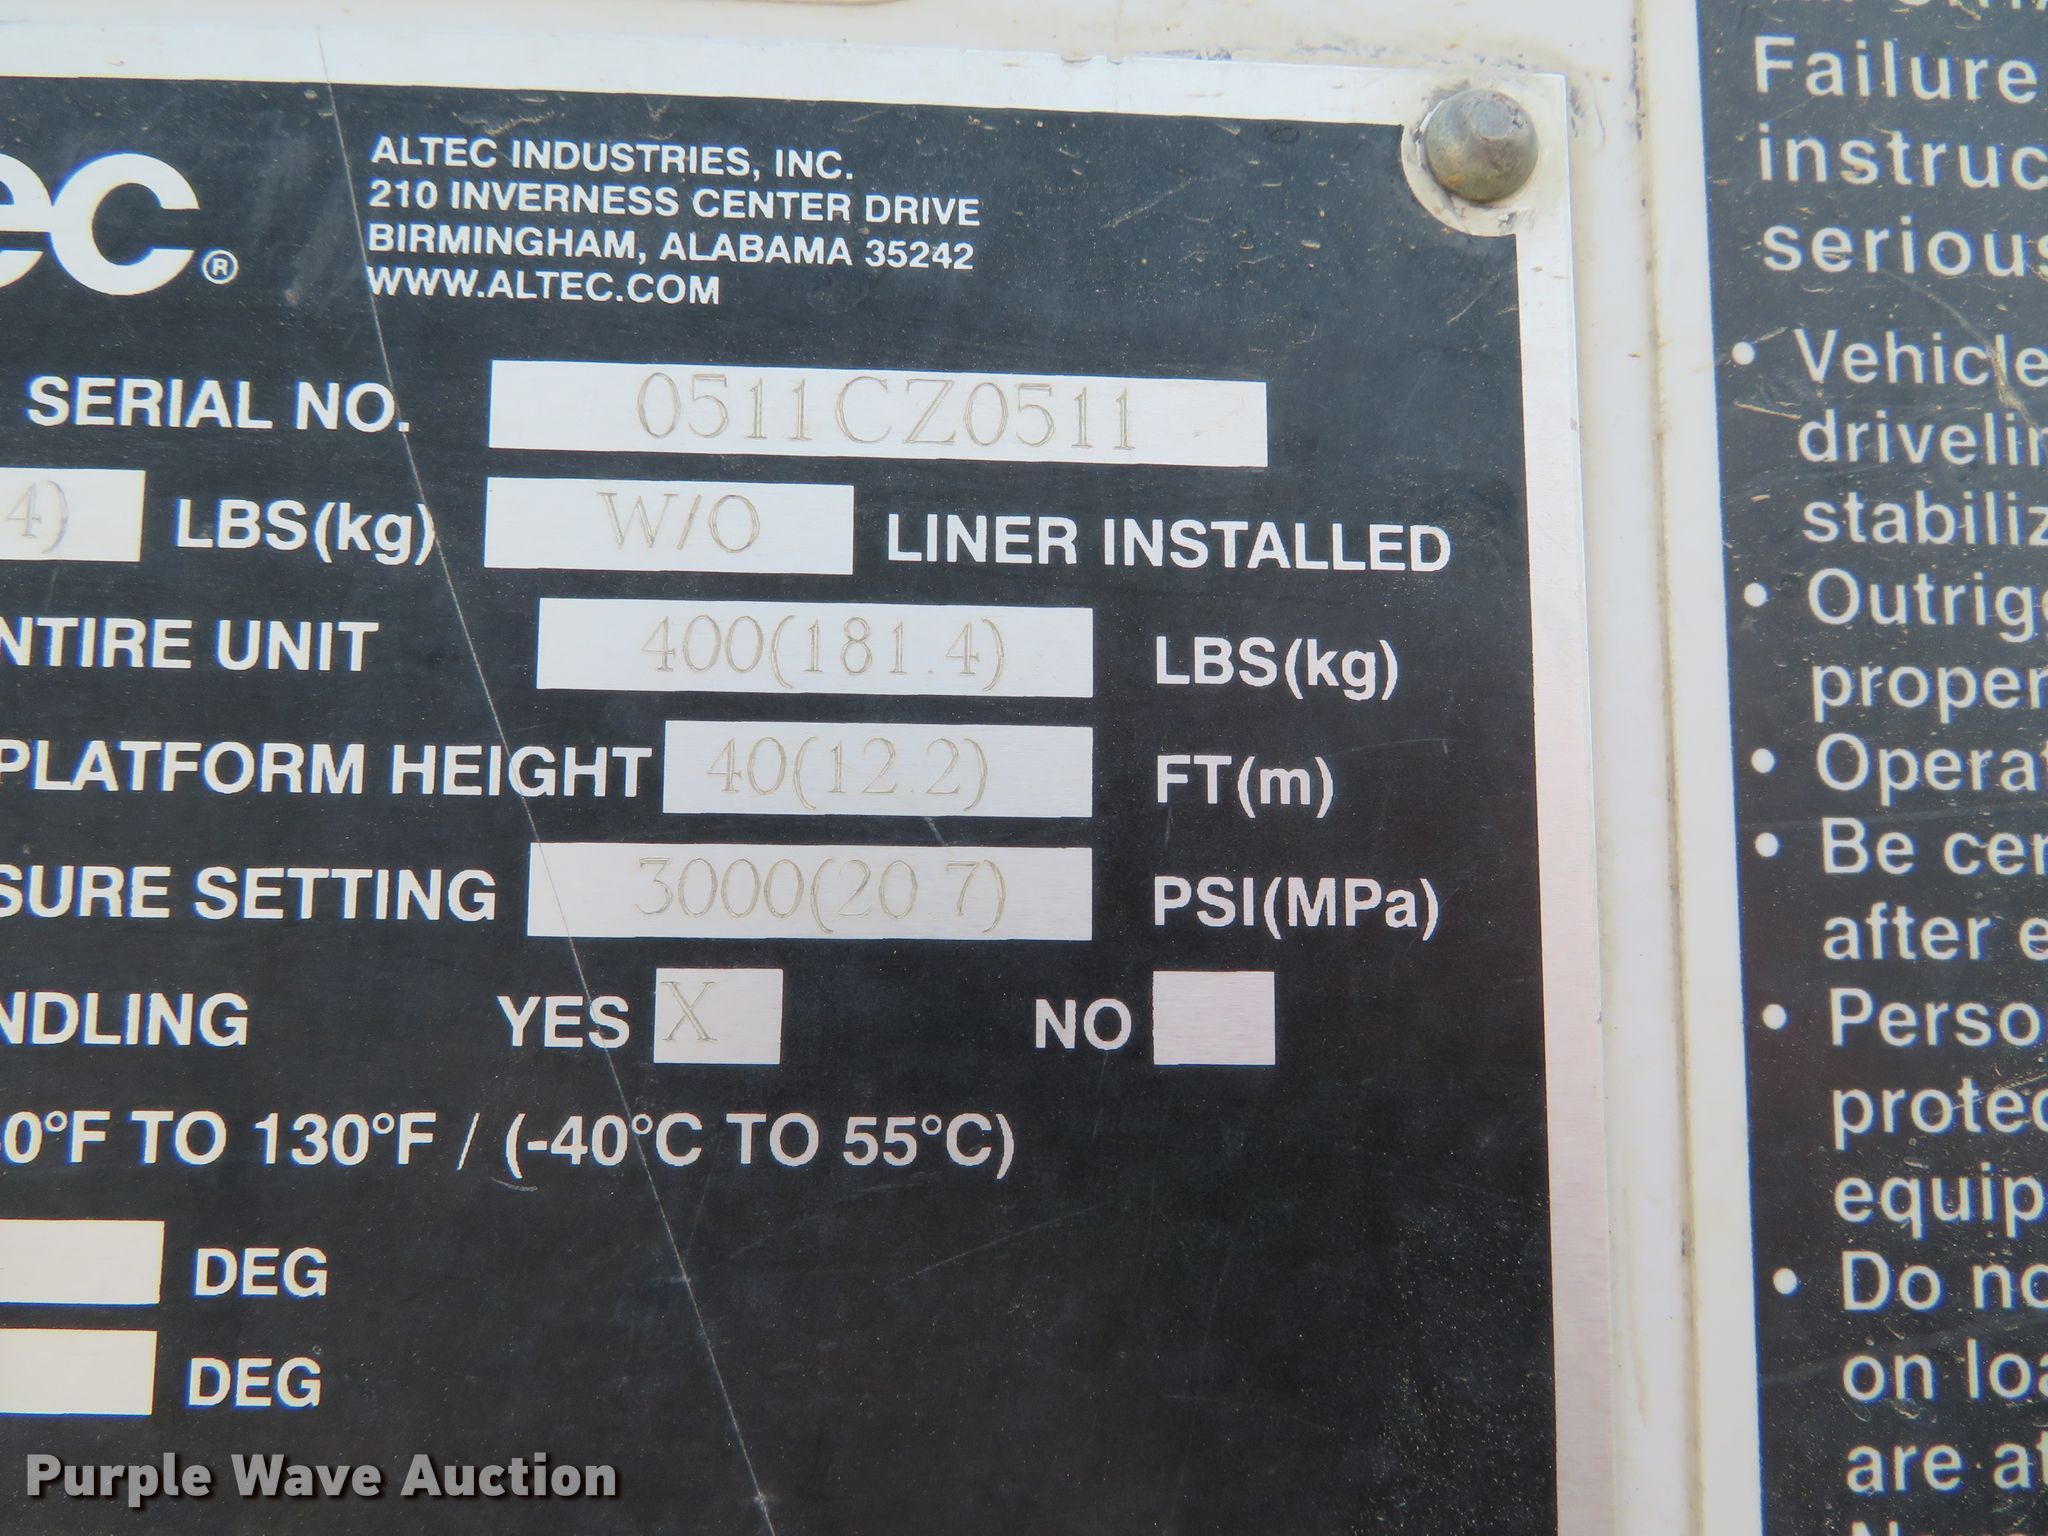 ec®
ALTEC INDUSTRIES, INC.
210 INVERNESS CENTER DRIVE
BIRMINGHAM, ALABAMA 35242
WWW.ALTEC.COM
SERIAL NO. 0511CZ0511
4) LBS(kg) W/O LINER INSTALLED
NTIRE UNIT 400(181.4) LBS(kg)
PLATFORM HEIGHT 40(12.2) FT(m)
SURE SETTING 3000(20 7) PSI(MPa)
NDLING YES X NO
0°F TO 130°F / (-40°C TO 55°C)
DEG
DEG
Failure
instruc
serious
• Vehicle
drivelin
stabiliz
• Outrig
proper
• Operat
• Be cer
after e
• Perso
protec
equip
• Do no
on loa
are at
Purple Wave Auction